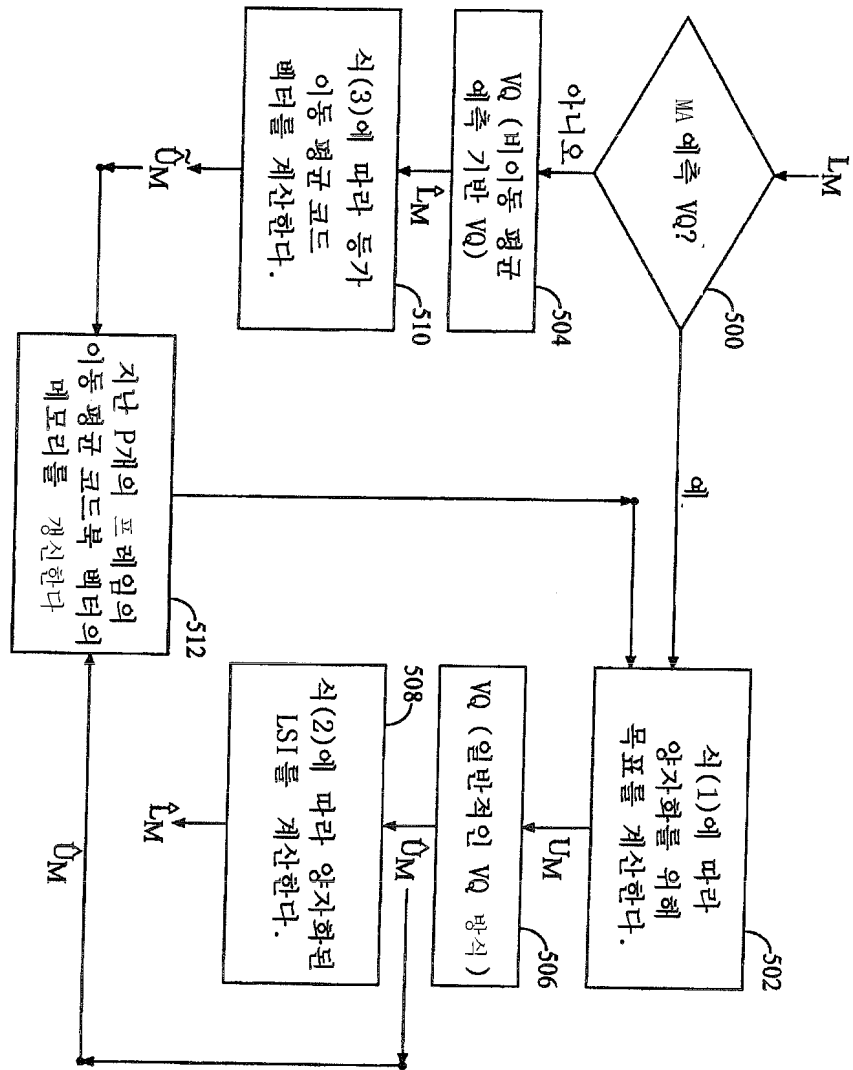 L_M
MA 예측 VQ?
500
예
아니오
VQ (비이동 평균
예측 기반 VQ)
504
L̂_M
식(3)에 따라 등가
이동 평균 코드
벡터를 계산한다.
510
Ũ̂_M
식(1)에 따라
양자화를 위해
목표를 계산한다.
502
U_M
VQ (일반적인 VQ 방식)
506
Û_M
식(2)에 따라 양자화된
LSI를 계산한다.
508
L̂_M
Û_M
지난 P개의 프레임의
이동 평균 코드북 벡터의
메모리를 갱신한다
512